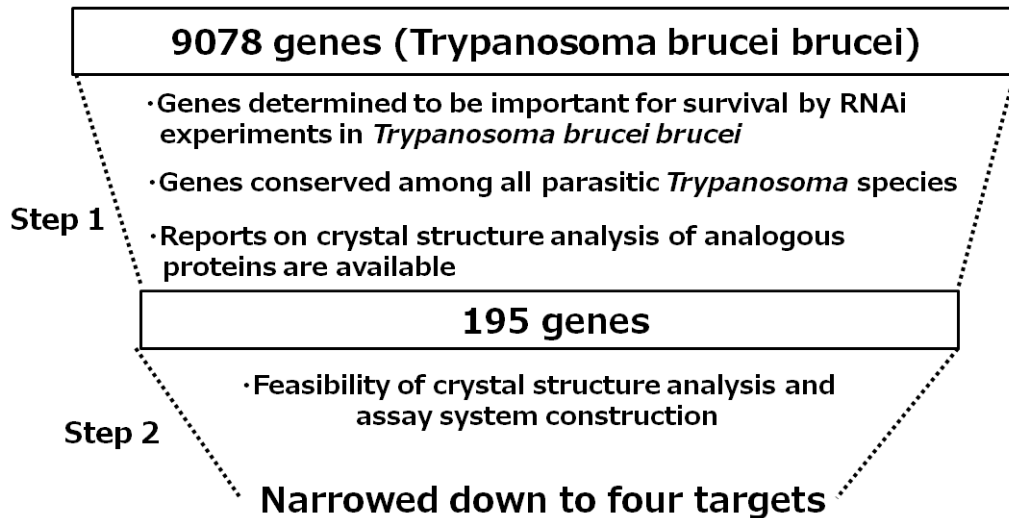 9078 genes (Trypanosoma brucei brucei)
・Genes determined to be important for survival by RNAi
experiments in Trypanosoma brucei brucei
・Genes conserved among all parasitic Trypanosoma species
Step 1
・Reports on crystal structure analysis of analogous
proteins are available
195 genes
・Feasibility of crystal structure analysis and
assay system construction
Step 2
Narrowed down to four targets